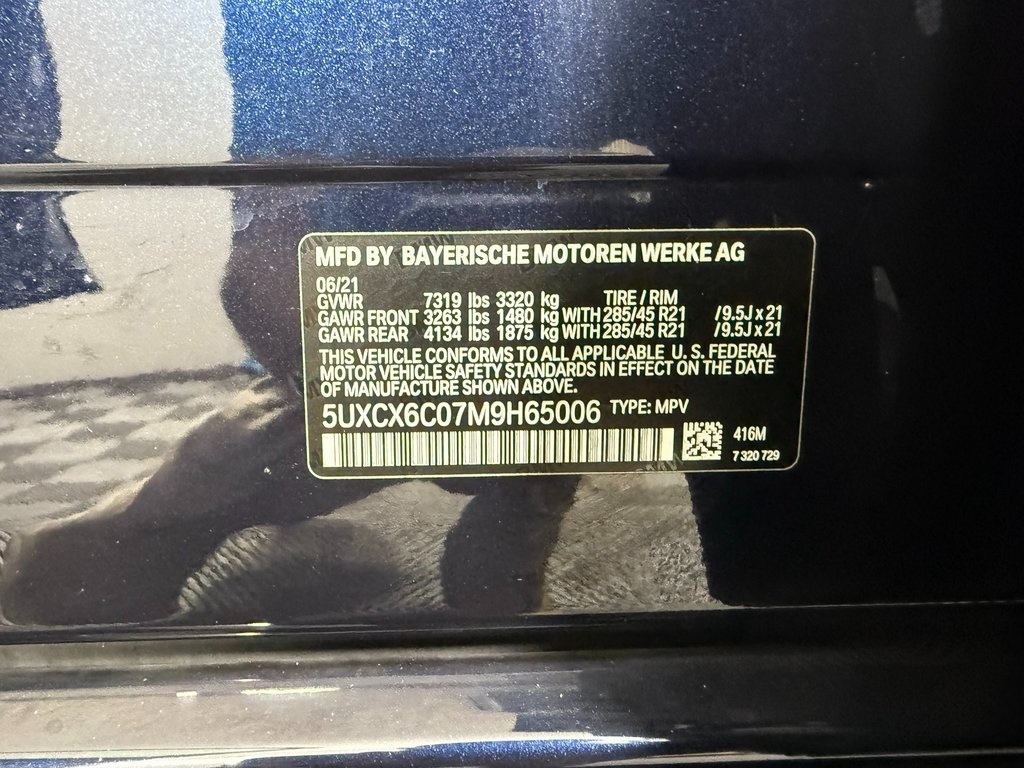 MFD BY BAYERISCHE MOTOREN WERKE AG
06/21
GVWR 7319 lbs 3320 kg TIRE / RIM
GAWR FRONT 3263 lbs 1480 kg WITH 285/45 R21 /9.5J x 21
GAWR REAR 4134 lbs 1875 kg WITH 285/45 R21 /9.5J x 21
THIS VEHICLE CONFORMS TO ALL APPLICABLE U. S. FEDERAL
MOTOR VEHICLE SAFETY STANDARDS IN EFFECT ON THE DATE
OF MANUFACTURE SHOWN ABOVE.
5UXCX6C07M9H65006 TYPE: MPV
416M
7 320 729